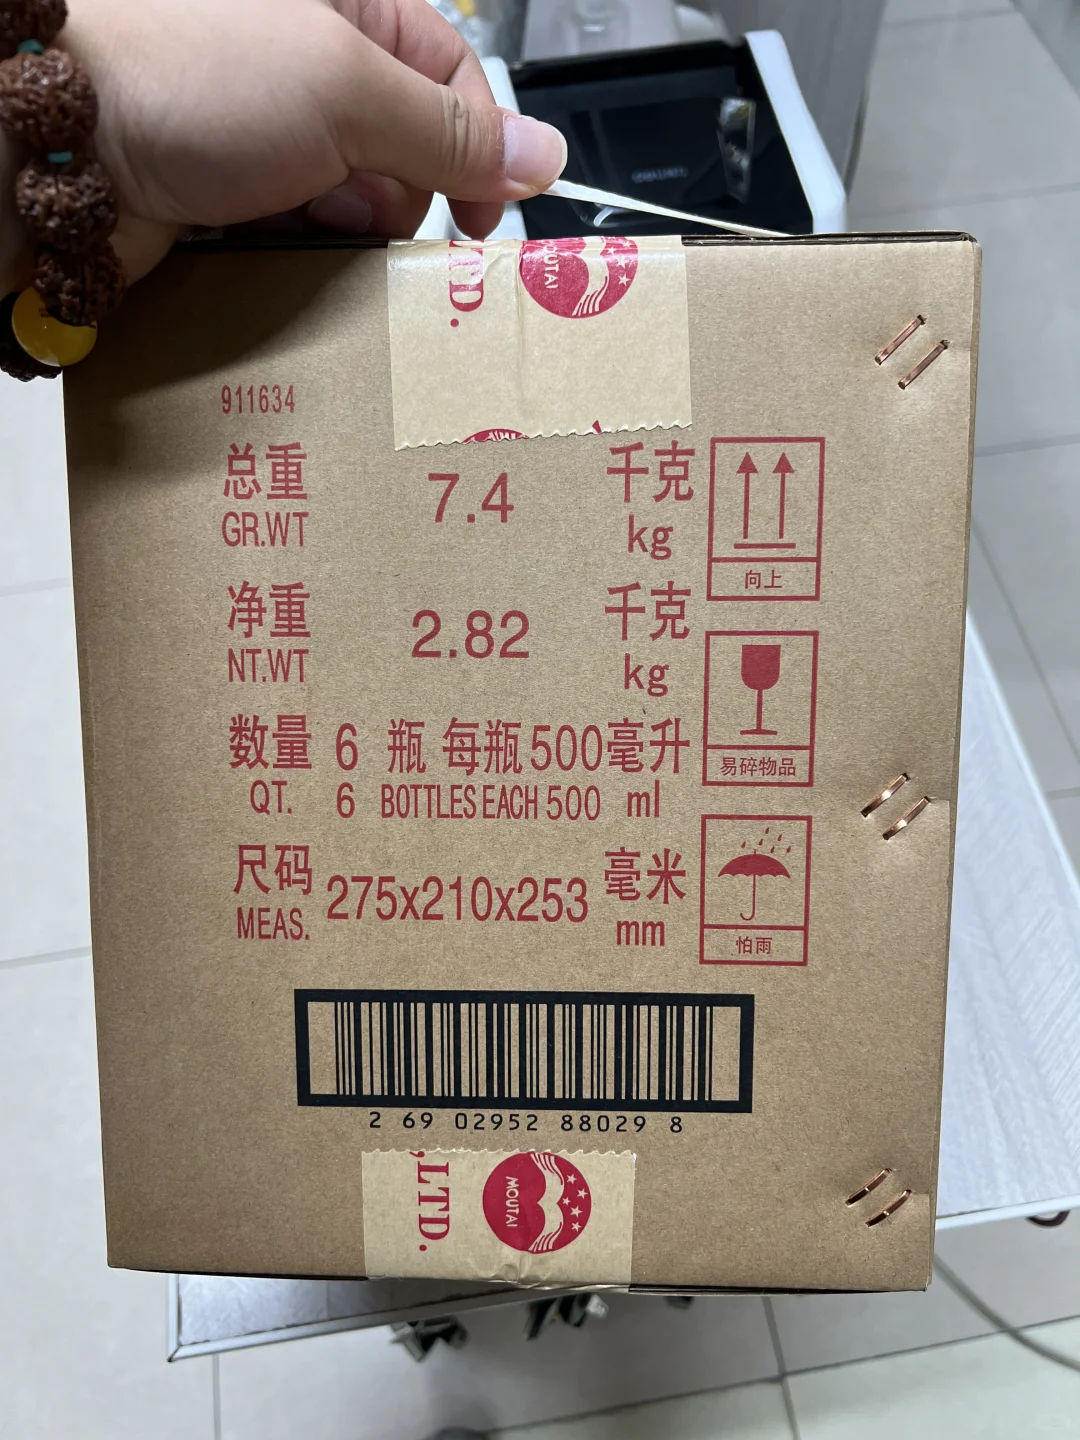 LTD.
MOUTAI
911634
总重 7.4 千克
GR.WT kg
净重 2.82 千克
NT.WT kg
数量 6 瓶 每瓶 500 毫升
QT. 6 BOTTLES EACH 500 ml
尺码 275x210x253 毫米
MEAS. mm
向上
易碎物品
怕雨
2 69 02952 88029 8
,LTD.
MOUTAI